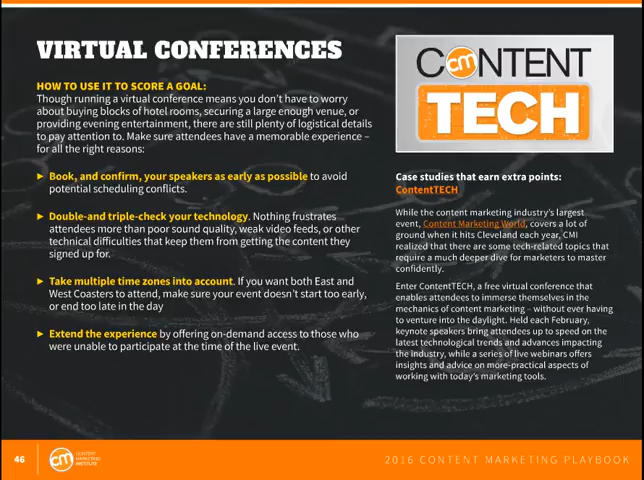 VIRTUAL CONFERENCES
HOW TO USE IT TO SCORE A GOAL:
Though running a virtual conference means you don't have to worry
about buying blocks of hotel rooms, securing a large enough venue, or
providing evening entertainment, there are still plenty of logistical details
to pay attention to. Make sure attendees have a memorable experience –
for all the right reasons:
► Book, and confirm, your speakers as early as possible to avoid
potential scheduling conflicts.
► Double-and triple-check your technology. Nothing frustrates
attendees more than poor sound quality, weak video feeds, or other
technical difficulties that keep them from getting the content they
signed up for.
► Take multiple time zones into account. If you want both East and
West Coasters to attend, make sure your event doesn't start too early,
or end too late in the day
► Extend the experience by offering on-demand access to those who
were unable to participate at the time of the live event.
CONTENT
TECH
Case studies that earn extra points:
ContentTECH
While the content marketing industry's largest
event, Content Marketing World, covers a lot of
ground when it hits Cleveland each year, CMI
realized that there are some tech-related topics that
require a much deeper dive for marketers to master
confidently.
Enter ContentTECH, a free virtual conference that
enables attendees to immerse themselves in the
mechanics of content marketing – without ever having
to venture into the daylight. Held each February,
keynote speakers bring attendees up to speed on the
latest technological trends and advances impacting
the industry, while a series of live webinars offers
insights and advice on more-practical aspects of
working with today's marketing tools.
46
cm
CONTENT
MARKETING
INSTITUTE
2016 CONTENT MARKETING PLAYBOOK